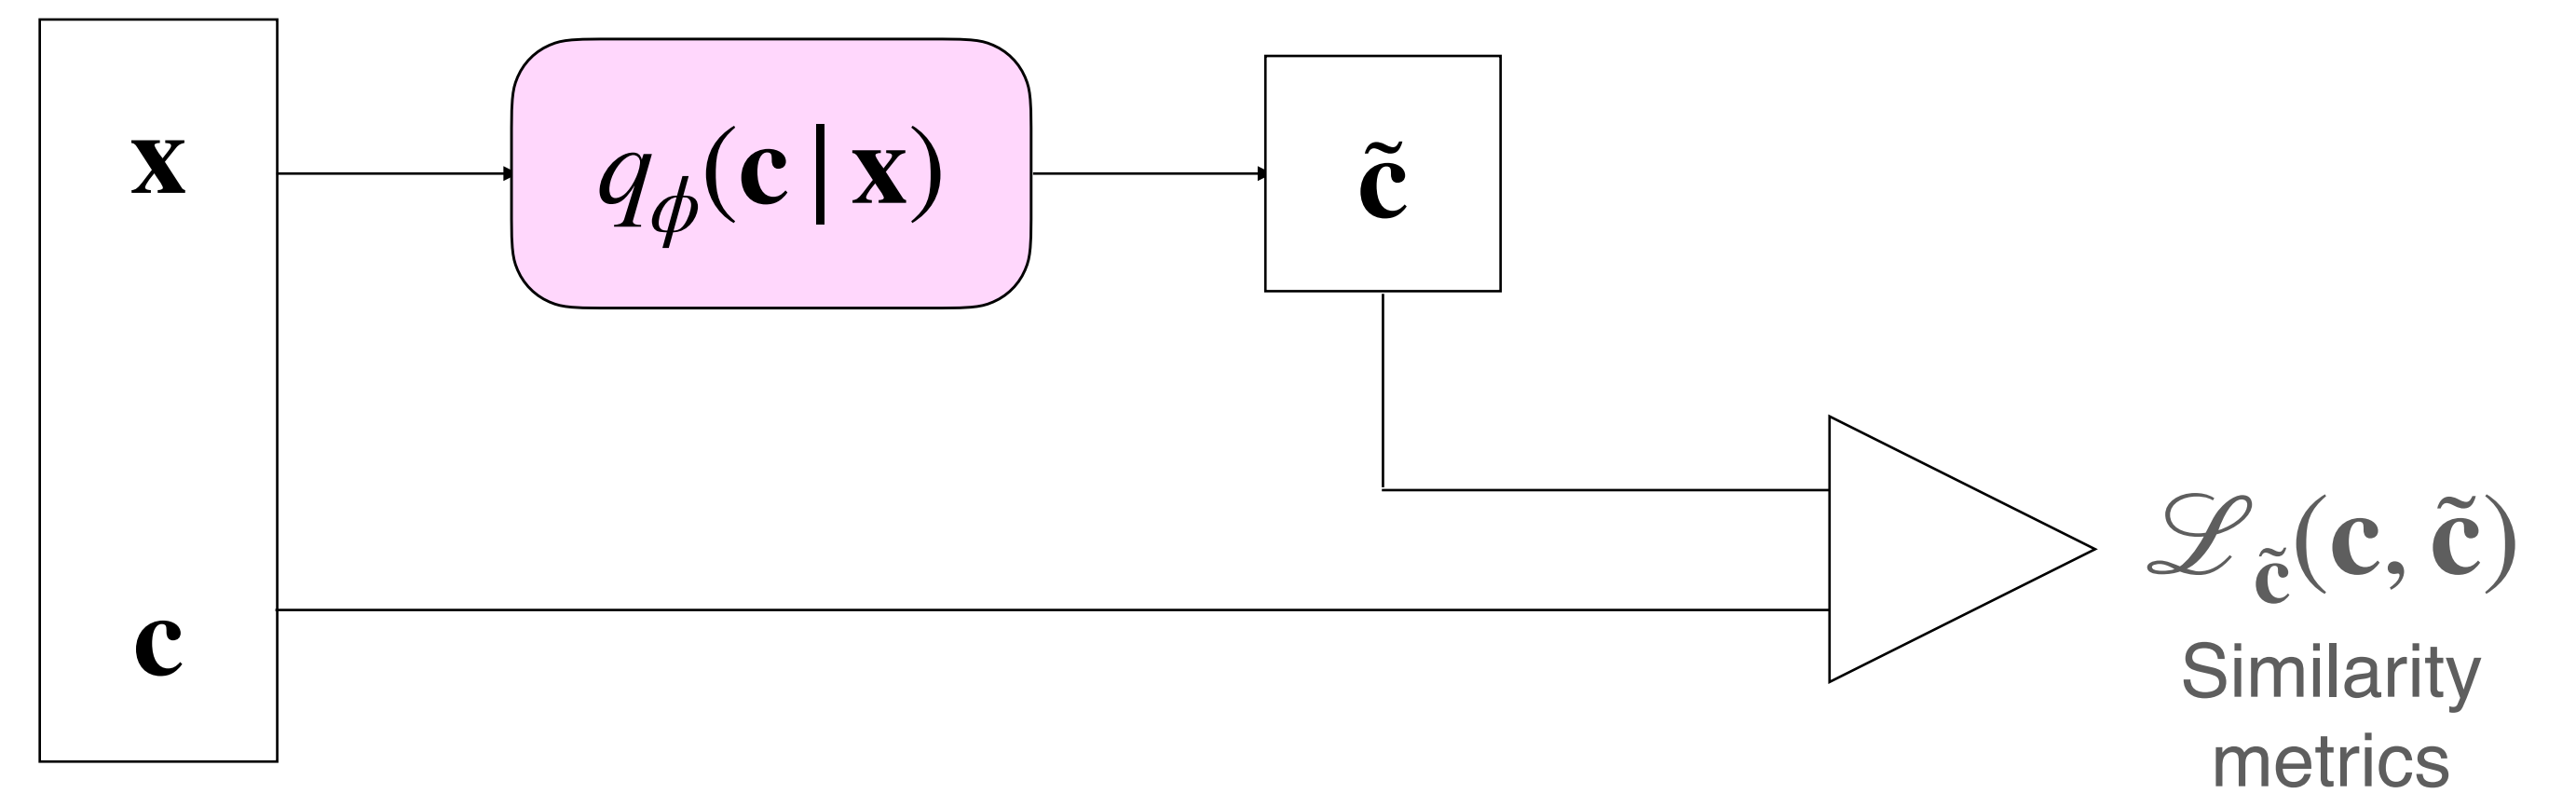 x
q_ϕ(c | x)
c̃
c
ℒ_c̃(c, c̃)
Similarity
metrics